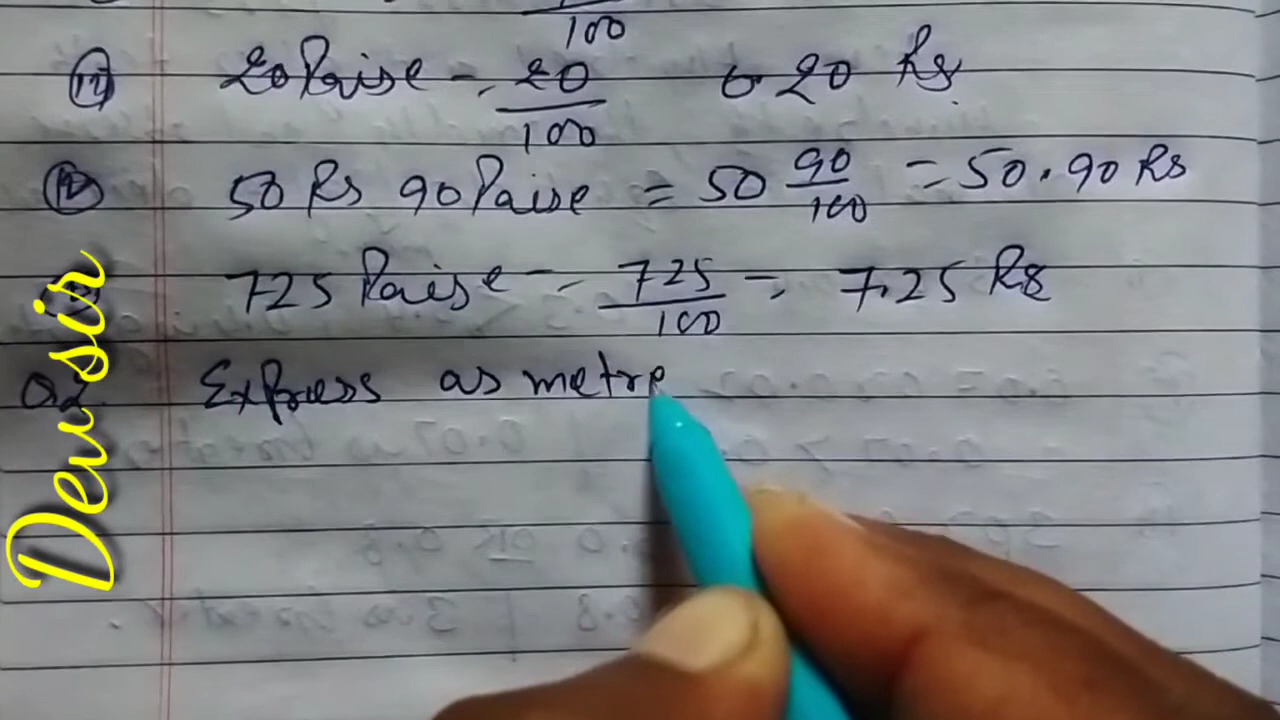 100
20 Paise = 20/100 0.20 Rs
50 Rs 90 Paise = 50 90/100 = 50.90 Rs
725 Paise = 725/100 = 7.25 Rs
Q.2 Express as metre
Dev sir